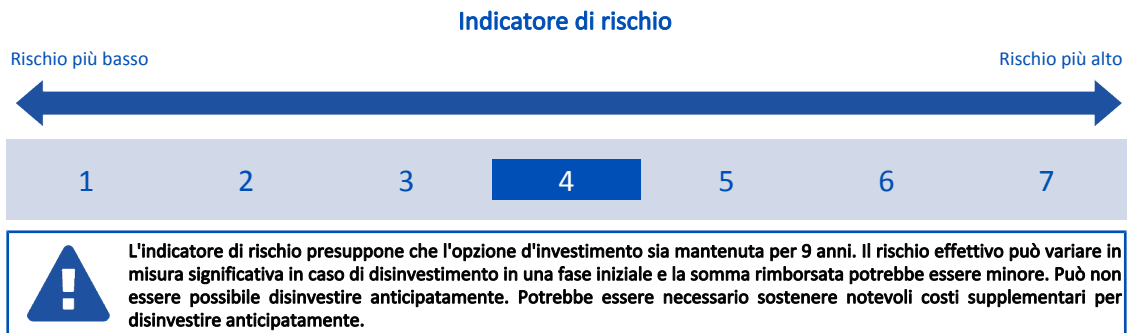 Indicatore di rischio
Rischio più basso
Rischio più alto
1 2 3 4 5 6 7
L'indicatore di rischio presuppone che l'opzione d'investimento sia mantenuta per 9 anni. Il rischio effettivo può variare in
misura significativa in caso di disinvestimento in una fase iniziale e la somma rimborsata potrebbe essere minore. Può non
essere possibile disinvestire anticipatamente. Potrebbe essere necessario sostenere notevoli costi supplementari per
disinvestire anticipatamente.